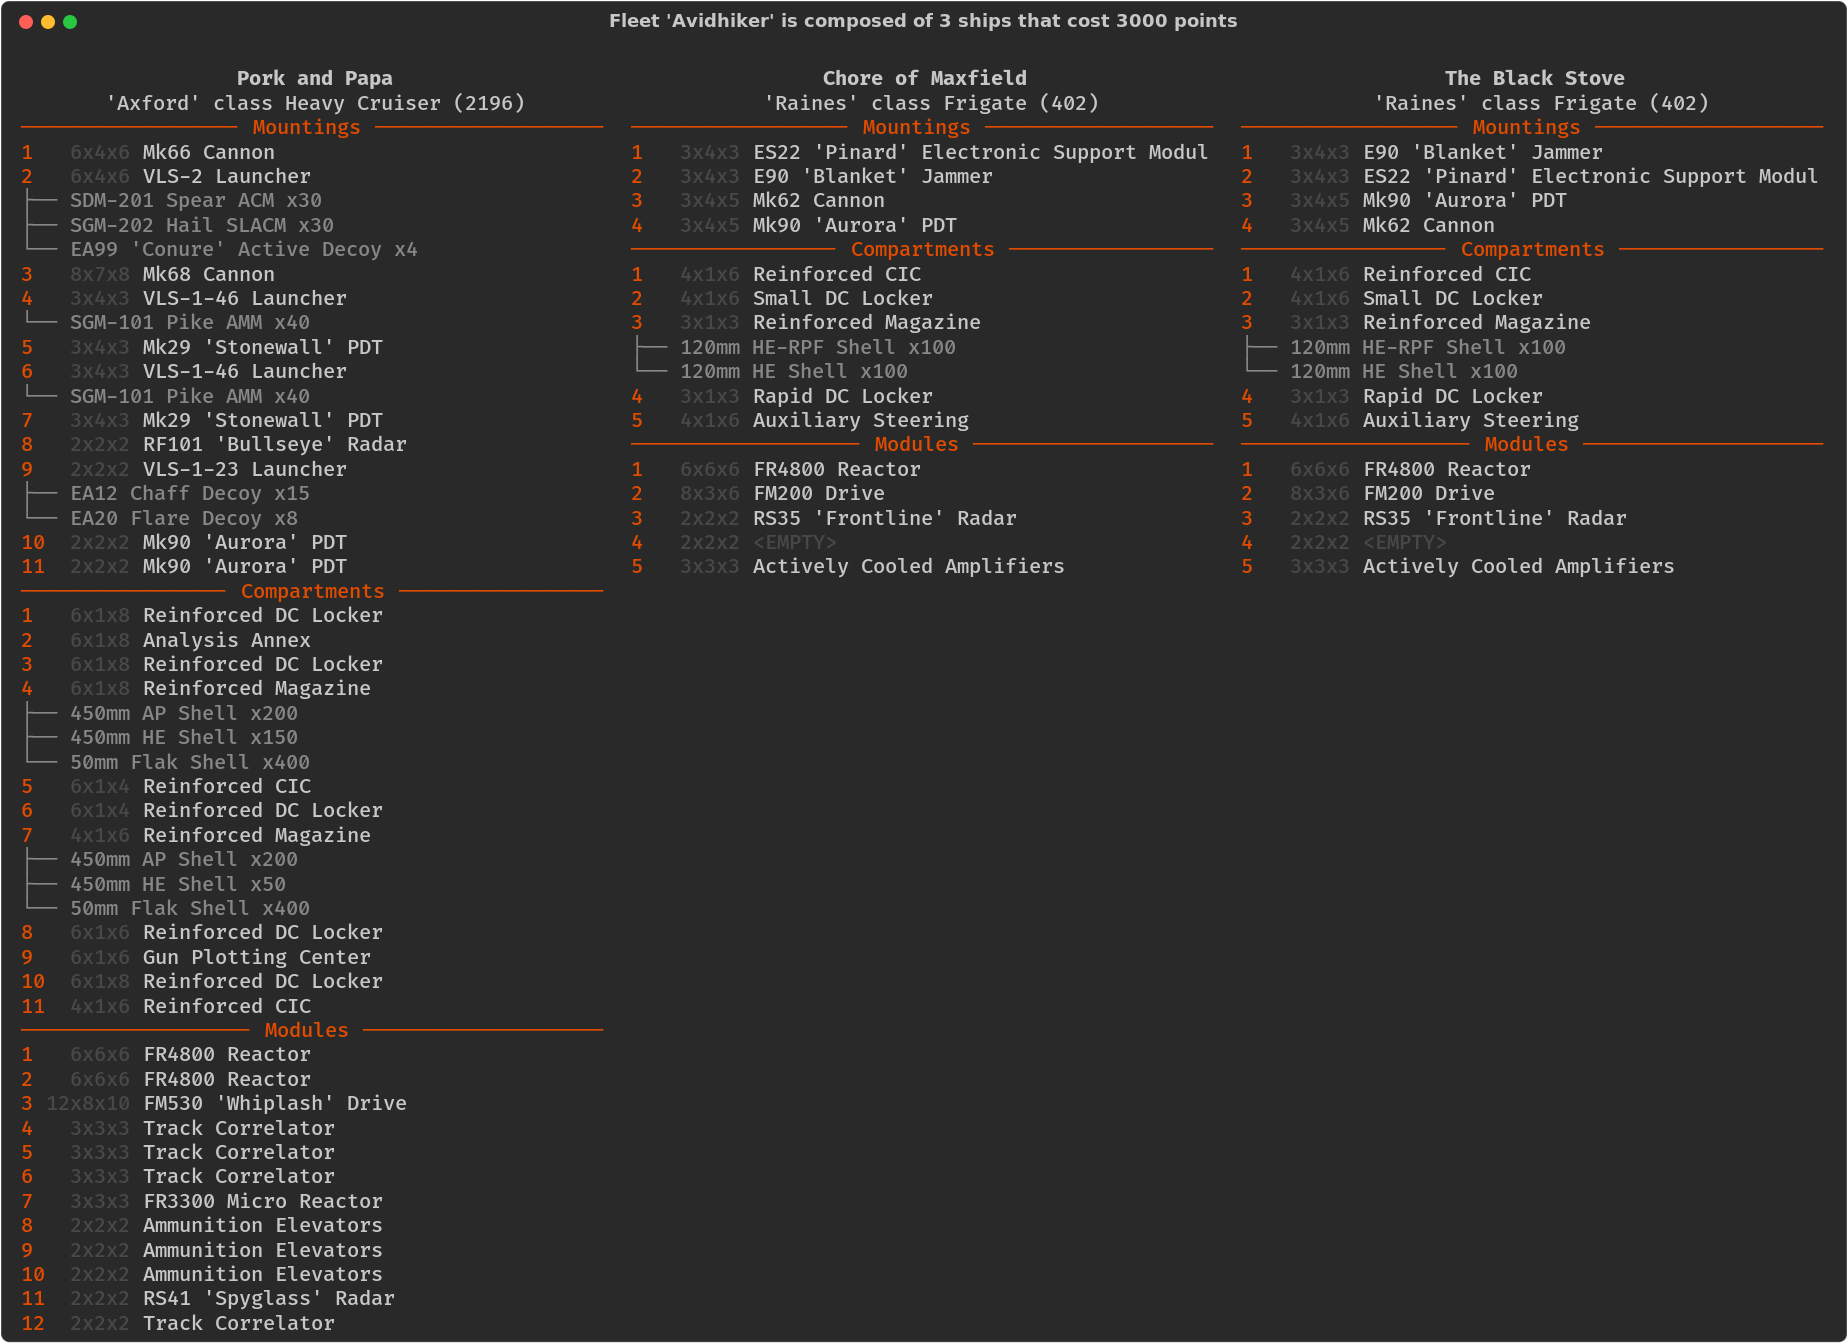 Fleet 'Avidhiker' is composed of 3 ships that cost 3000 points
Pork and Papa
'Axford' class Heavy Cruiser (2196)
Mountings
1 6x4x6 Mk66 Cannon
2 6x4x6 VLS-2 Launcher
SDM-201 Spear ACM x30
SGM-202 Hail SLACM x30
EA99 'Conure' Active Decoy x4
3 8x7x8 Mk68 Cannon
4 3x4x3 VLS-1-46 Launcher
SGM-101 Pike AMM x40
5 3x4x3 Mk29 'Stonewall' PDT
6 3x4x3 VLS-1-46 Launcher
SGM-101 Pike AMM x40
7 3x4x3 Mk29 'Stonewall' PDT
8 2x2x2 RF101 'Bullseye' Radar
9 2x2x2 VLS-1-23 Launcher
EA12 Chaff Decoy x15
EA20 Flare Decoy x8
10 2x2x2 Mk90 'Aurora' PDT
11 2x2x2 Mk90 'Aurora' PDT
Compartments
1 6x1x8 Reinforced DC Locker
2 6x1x8 Analysis Annex
3 6x1x8 Reinforced DC Locker
4 6x1x8 Reinforced Magazine
450mm AP Shell x200
450mm HE Shell x150
50mm Flak Shell x400
5 6x1x4 Reinforced CIC
6 6x1x4 Reinforced DC Locker
7 4x1x6 Reinforced Magazine
450mm AP Shell x200
450mm HE Shell x50
50mm Flak Shell x400
8 6x1x6 Reinforced DC Locker
9 6x1x6 Gun Plotting Center
10 6x1x8 Reinforced DC Locker
11 4x1x6 Reinforced CIC
Modules
1 6x6x6 FR4800 Reactor
2 6x6x6 FR4800 Reactor
3 12x8x10 FM530 'Whiplash' Drive
4 3x3x3 Track Correlator
5 3x3x3 Track Correlator
6 3x3x3 Track Correlator
7 3x3x3 FR3300 Micro Reactor
8 2x2x2 Ammunition Elevators
9 2x2x2 Ammunition Elevators
10 2x2x2 Ammunition Elevators
11 2x2x2 RS41 'Spyglass' Radar
12 2x2x2 Track Correlator
Chore of Maxfield
'Raines' class Frigate (402)
Mountings
1 3x4x3 ES22 'Pinard' Electronic Support Modul
2 3x4x3 E90 'Blanket' Jammer
3 3x4x5 Mk62 Cannon
4 3x4x5 Mk90 'Aurora' PDT
Compartments
1 4x1x6 Reinforced CIC
2 4x1x6 Small DC Locker
3 3x1x3 Reinforced Magazine
120mm HE-RPF Shell x100
120mm HE Shell x100
4 3x1x3 Rapid DC Locker
5 4x1x6 Auxiliary Steering
Modules
1 6x6x6 FR4800 Reactor
2 8x3x6 FM200 Drive
3 2x2x2 RS35 'Frontline' Radar
4 2x2x2 <EMPTY>
5 3x3x3 Actively Cooled Amplifiers
The Black Stove
'Raines' class Frigate (402)
Mountings
1 3x4x3 E90 'Blanket' Jammer
2 3x4x3 ES22 'Pinard' Electronic Support Modul
3 3x4x5 Mk90 'Aurora' PDT
4 3x4x5 Mk62 Cannon
Compartments
1 4x1x6 Reinforced CIC
2 4x1x6 Small DC Locker
3 3x1x3 Reinforced Magazine
120mm HE-RPF Shell x100
120mm HE Shell x100
4 3x1x3 Rapid DC Locker
5 4x1x6 Auxiliary Steering
Modules
1 6x6x6 FR4800 Reactor
2 8x3x6 FM200 Drive
3 2x2x2 RS35 'Frontline' Radar
4 2x2x2 <EMPTY>
5 3x3x3 Actively Cooled Amplifiers